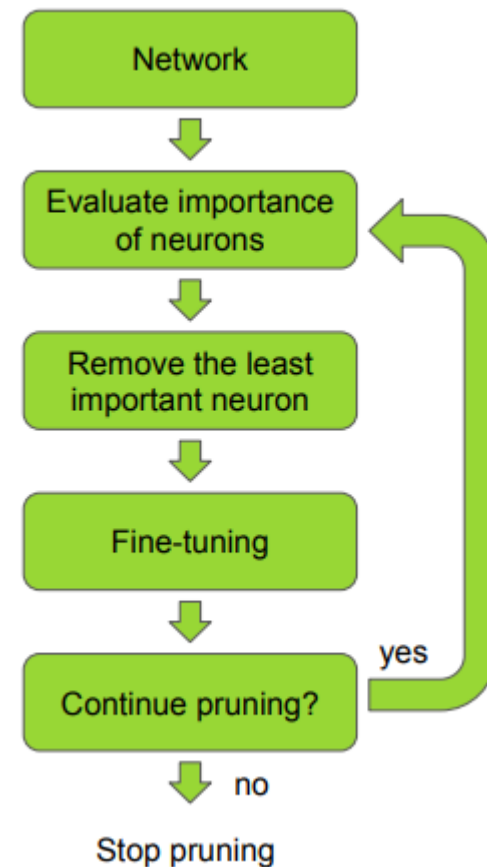 Network
Evaluate importance
of neurons
Remove the least
important neuron
Fine-tuning
yes
Continue pruning?
no
Stop pruning